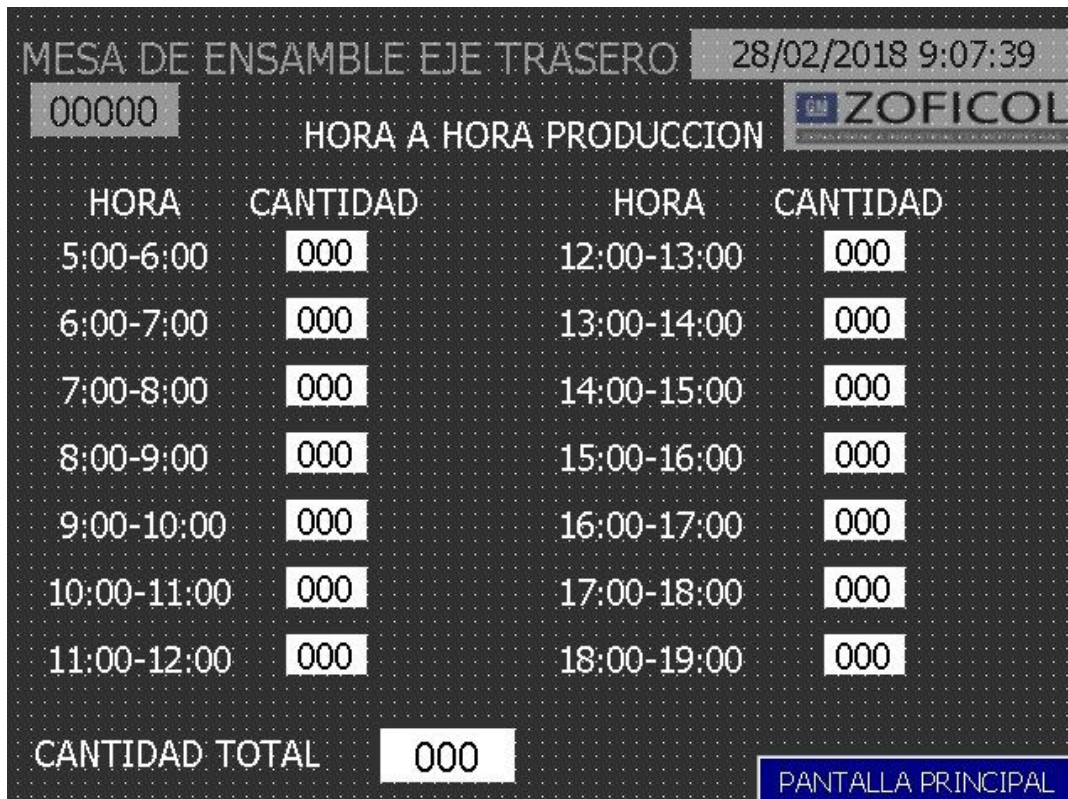 MESA DE ENSAMBLE EJE TRASERO 28/02/2018 9:07:39
00000 GM ZOFICOL
HORA A HORA PRODUCCION
HORA CANTIDAD HORA CANTIDAD
5:00-6:00 000 12:00-13:00 000
6:00-7:00 000 13:00-14:00 000
7:00-8:00 000 14:00-15:00 000
8:00-9:00 000 15:00-16:00 000
9:00-10:00 000 16:00-17:00 000
10:00-11:00 000 17:00-18:00 000
11:00-12:00 000 18:00-19:00 000
CANTIDAD TOTAL 000
PANTALLA PRINCIPAL